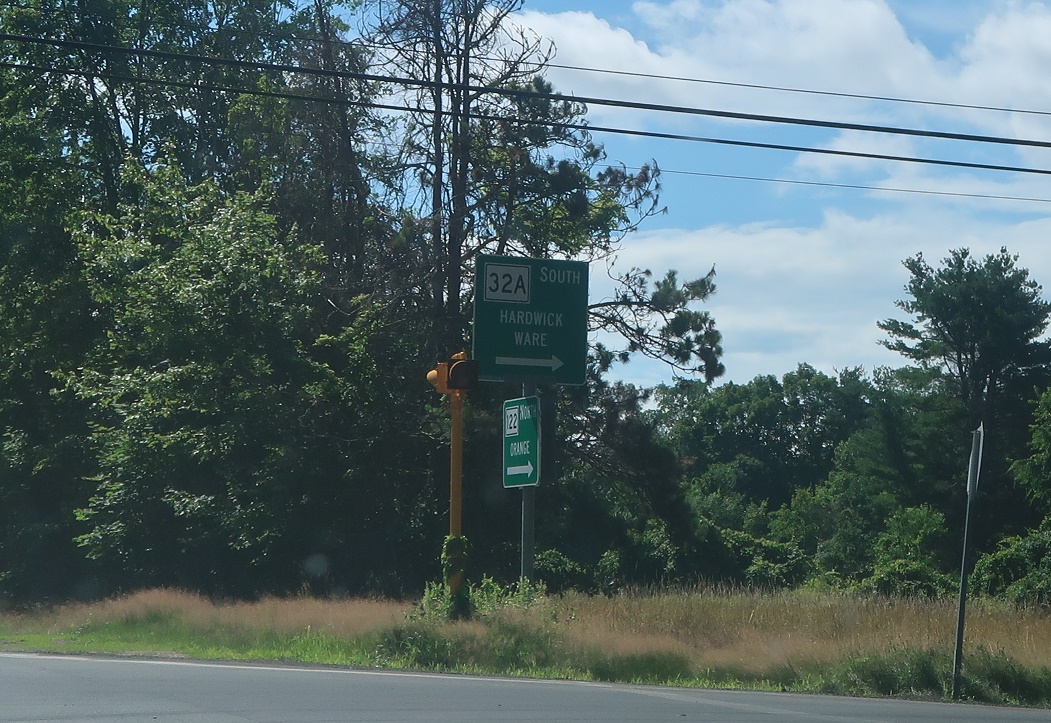 32A SOUTH
HARDWICK
WARE
122 NORTH
ORANGE